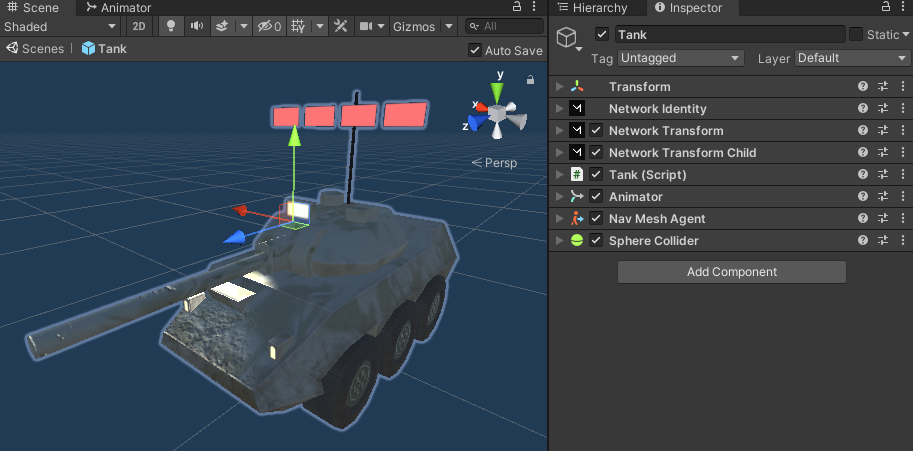 Scene
Animator
Shaded
2D
0
Gizmos
All
Scenes
Tank
Auto Save
y
x
z
Persp
Hierarchy
Inspector
Tank
Static
Tag
Untagged
Layer
Default
Transform
Network Identity
Network Transform
Network Transform Child
Tank (Script)
Animator
Nav Mesh Agent
Sphere Collider
Add Component